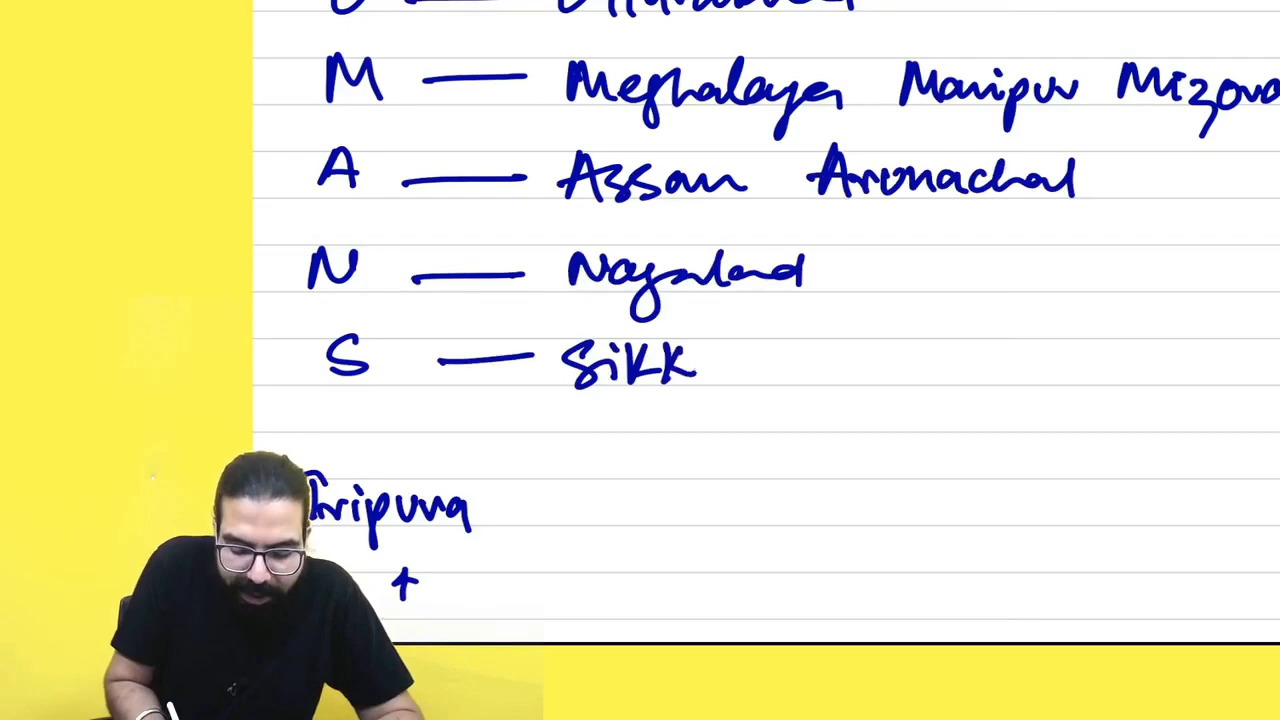 M — Meghalaya Manipur Mizora
A — Assam Arunachal
N — Nagaland
S — Sikk
Tripura
+